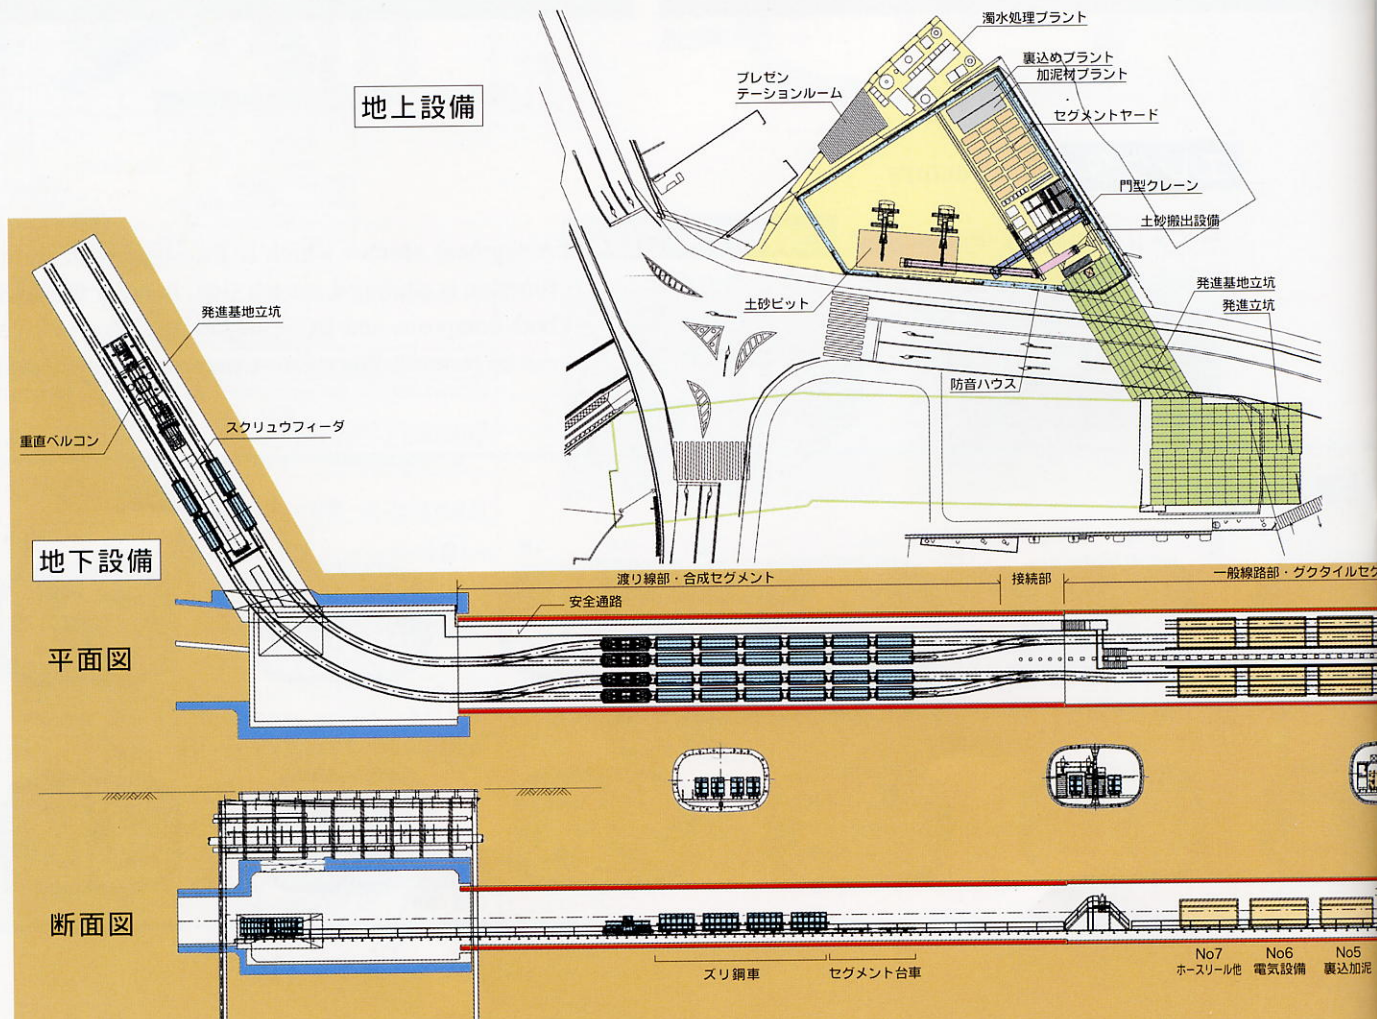 地上設備
濁水処理プラント
裏込めプラント
加泥材プラント
プレゼン
テーションルーム
セグメントヤード
門型クレーン
土砂搬出設備
発進基地立坑
発進立坑
土砂ピット
防音ハウス
発進基地立坑
スクリュウフィーダ
重直ベルコン
地下設備
渡り線部・合成セグメント
接続部
一般線路部・ダクタイルセグ
安全通路
平面図
断面図
ズリ鋼車
セグメント台車
No7
ホースリール他
No6
電気設備
No5
裏込加泥